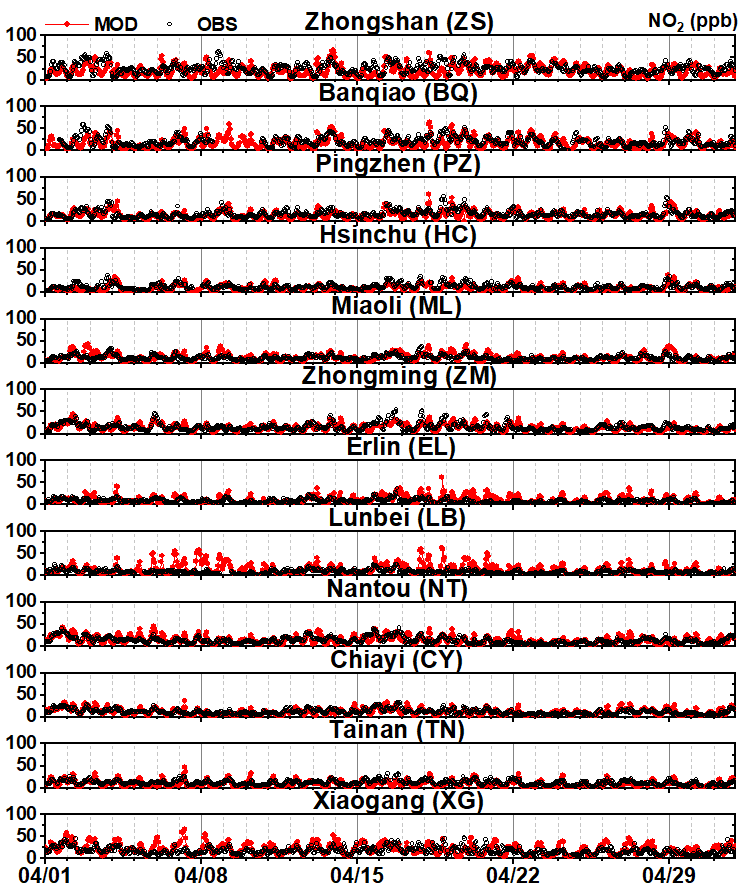 MOD OBS Zhongshan (ZS) NO₂ (ppb)
100
50
0
Banqiao (BQ)
100
50
0
Pingzhen (PZ)
100
50
0
Hsinchu (HC)
100
50
0
Miaoli (ML)
100
50
0
Zhongming (ZM)
100
50
0
Erlin (EL)
100
50
0
Lunbei (LB)
100
50
0
Nantou (NT)
100
50
0
Chiayi (CY)
100
50
0
Tainan (TN)
100
50
0
Xiaogang (XG)
100
50
0
04/01 04/08 04/15 04/22 04/29